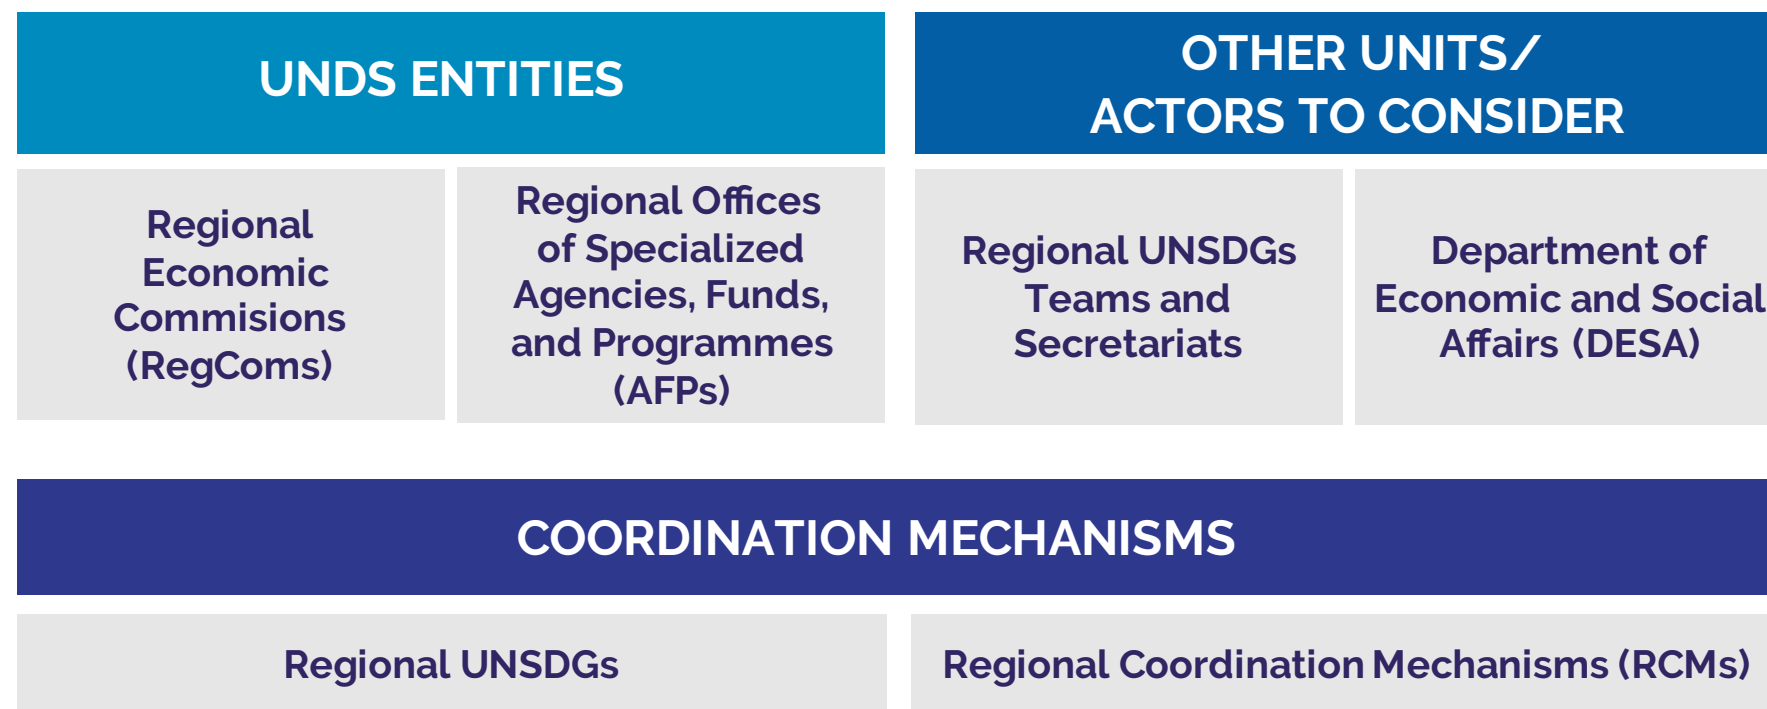 UNDS ENTITIES
Regional
Economic
Commisions
(RegComs)
Regional Offices
of Specialized
Agencies, Funds,
and Programmes
(AFPs)
OTHER UNITS/
ACTORS TO CONSIDER
Regional UNSDGs
Teams and
Secretariats
Department of
Economic and Social
Affairs (DESA)
COORDINATION MECHANISMS
Regional UNSDGs
Regional Coordination Mechanisms (RCMs)